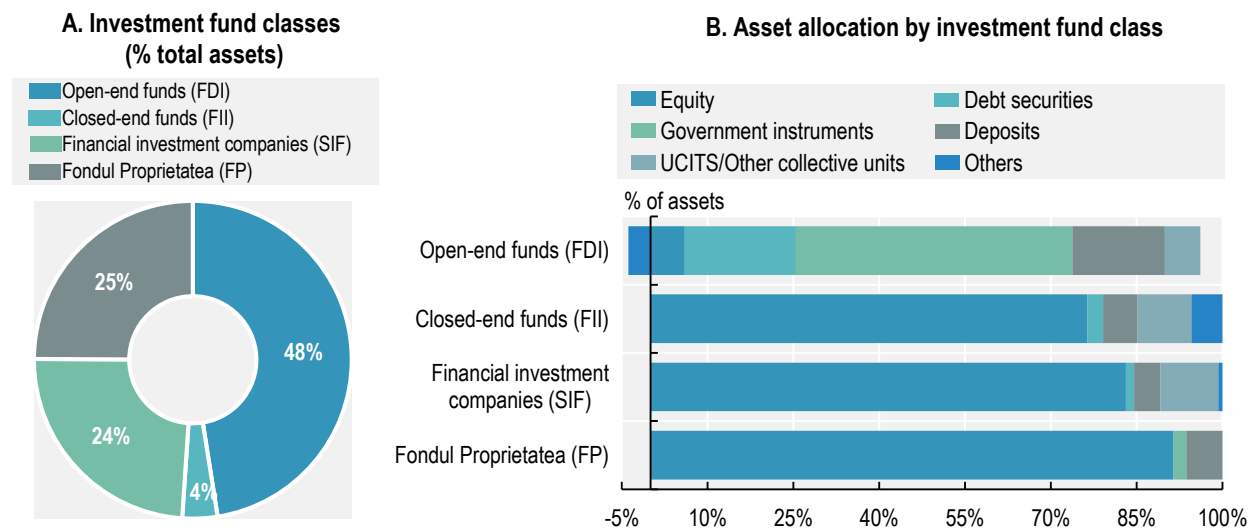 A. Investment fund classes
(% total assets)
Open-end funds (FDI)
Closed-end funds (FII)
Financial investment companies (SIF)
Fondul Proprietatea (FP)
25%
48%
24%
4%
B. Asset allocation by investment fund class
Equity
Debt securities
Government instruments
Deposits
UCITS/Other collective units
Others
% of assets
Open-end funds (FDI)
Closed-end funds (FII)
Financial investment
companies (SIF)
Fondul Proprietatea (FP)
-5% 10% 25% 40% 55% 70% 85% 100%